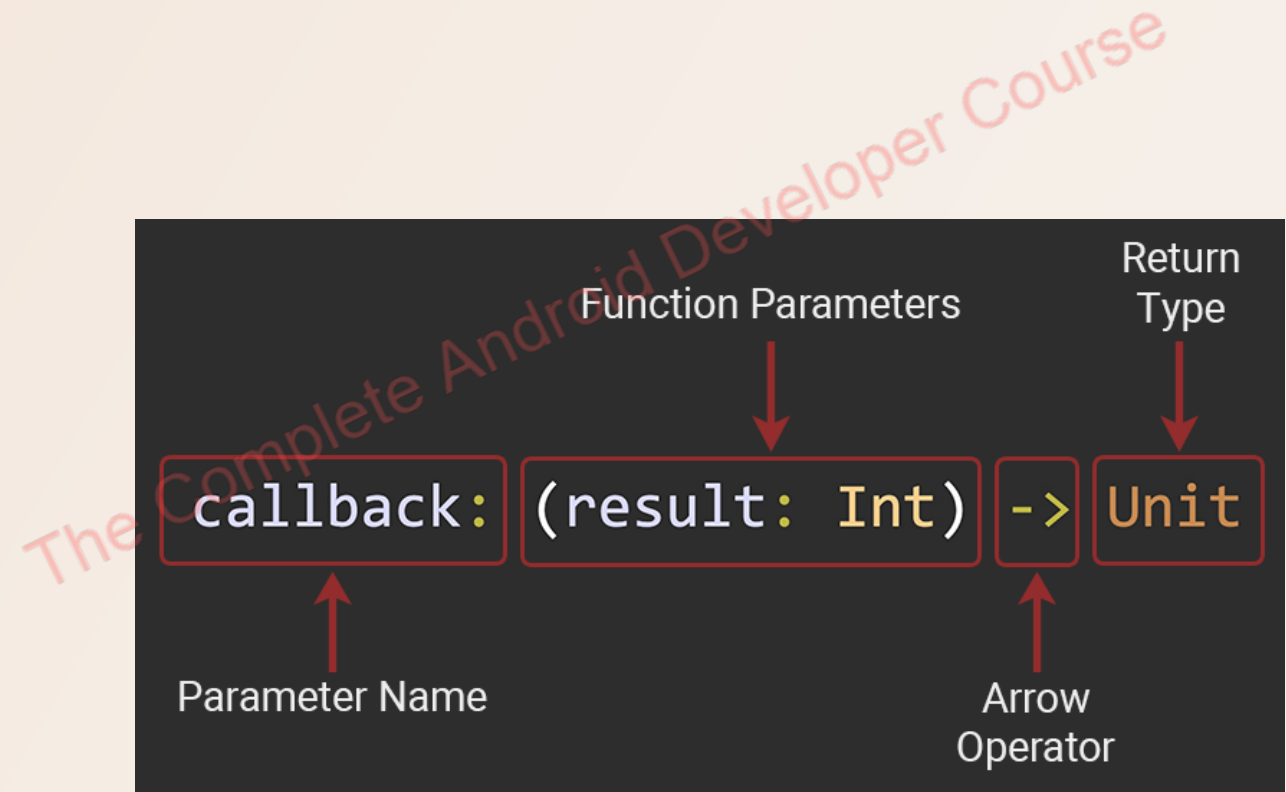 The Complete Android Developer Course
Return
Type
Function Parameters
callback: (result: Int) -> Unit
Parameter Name
Arrow
Operator